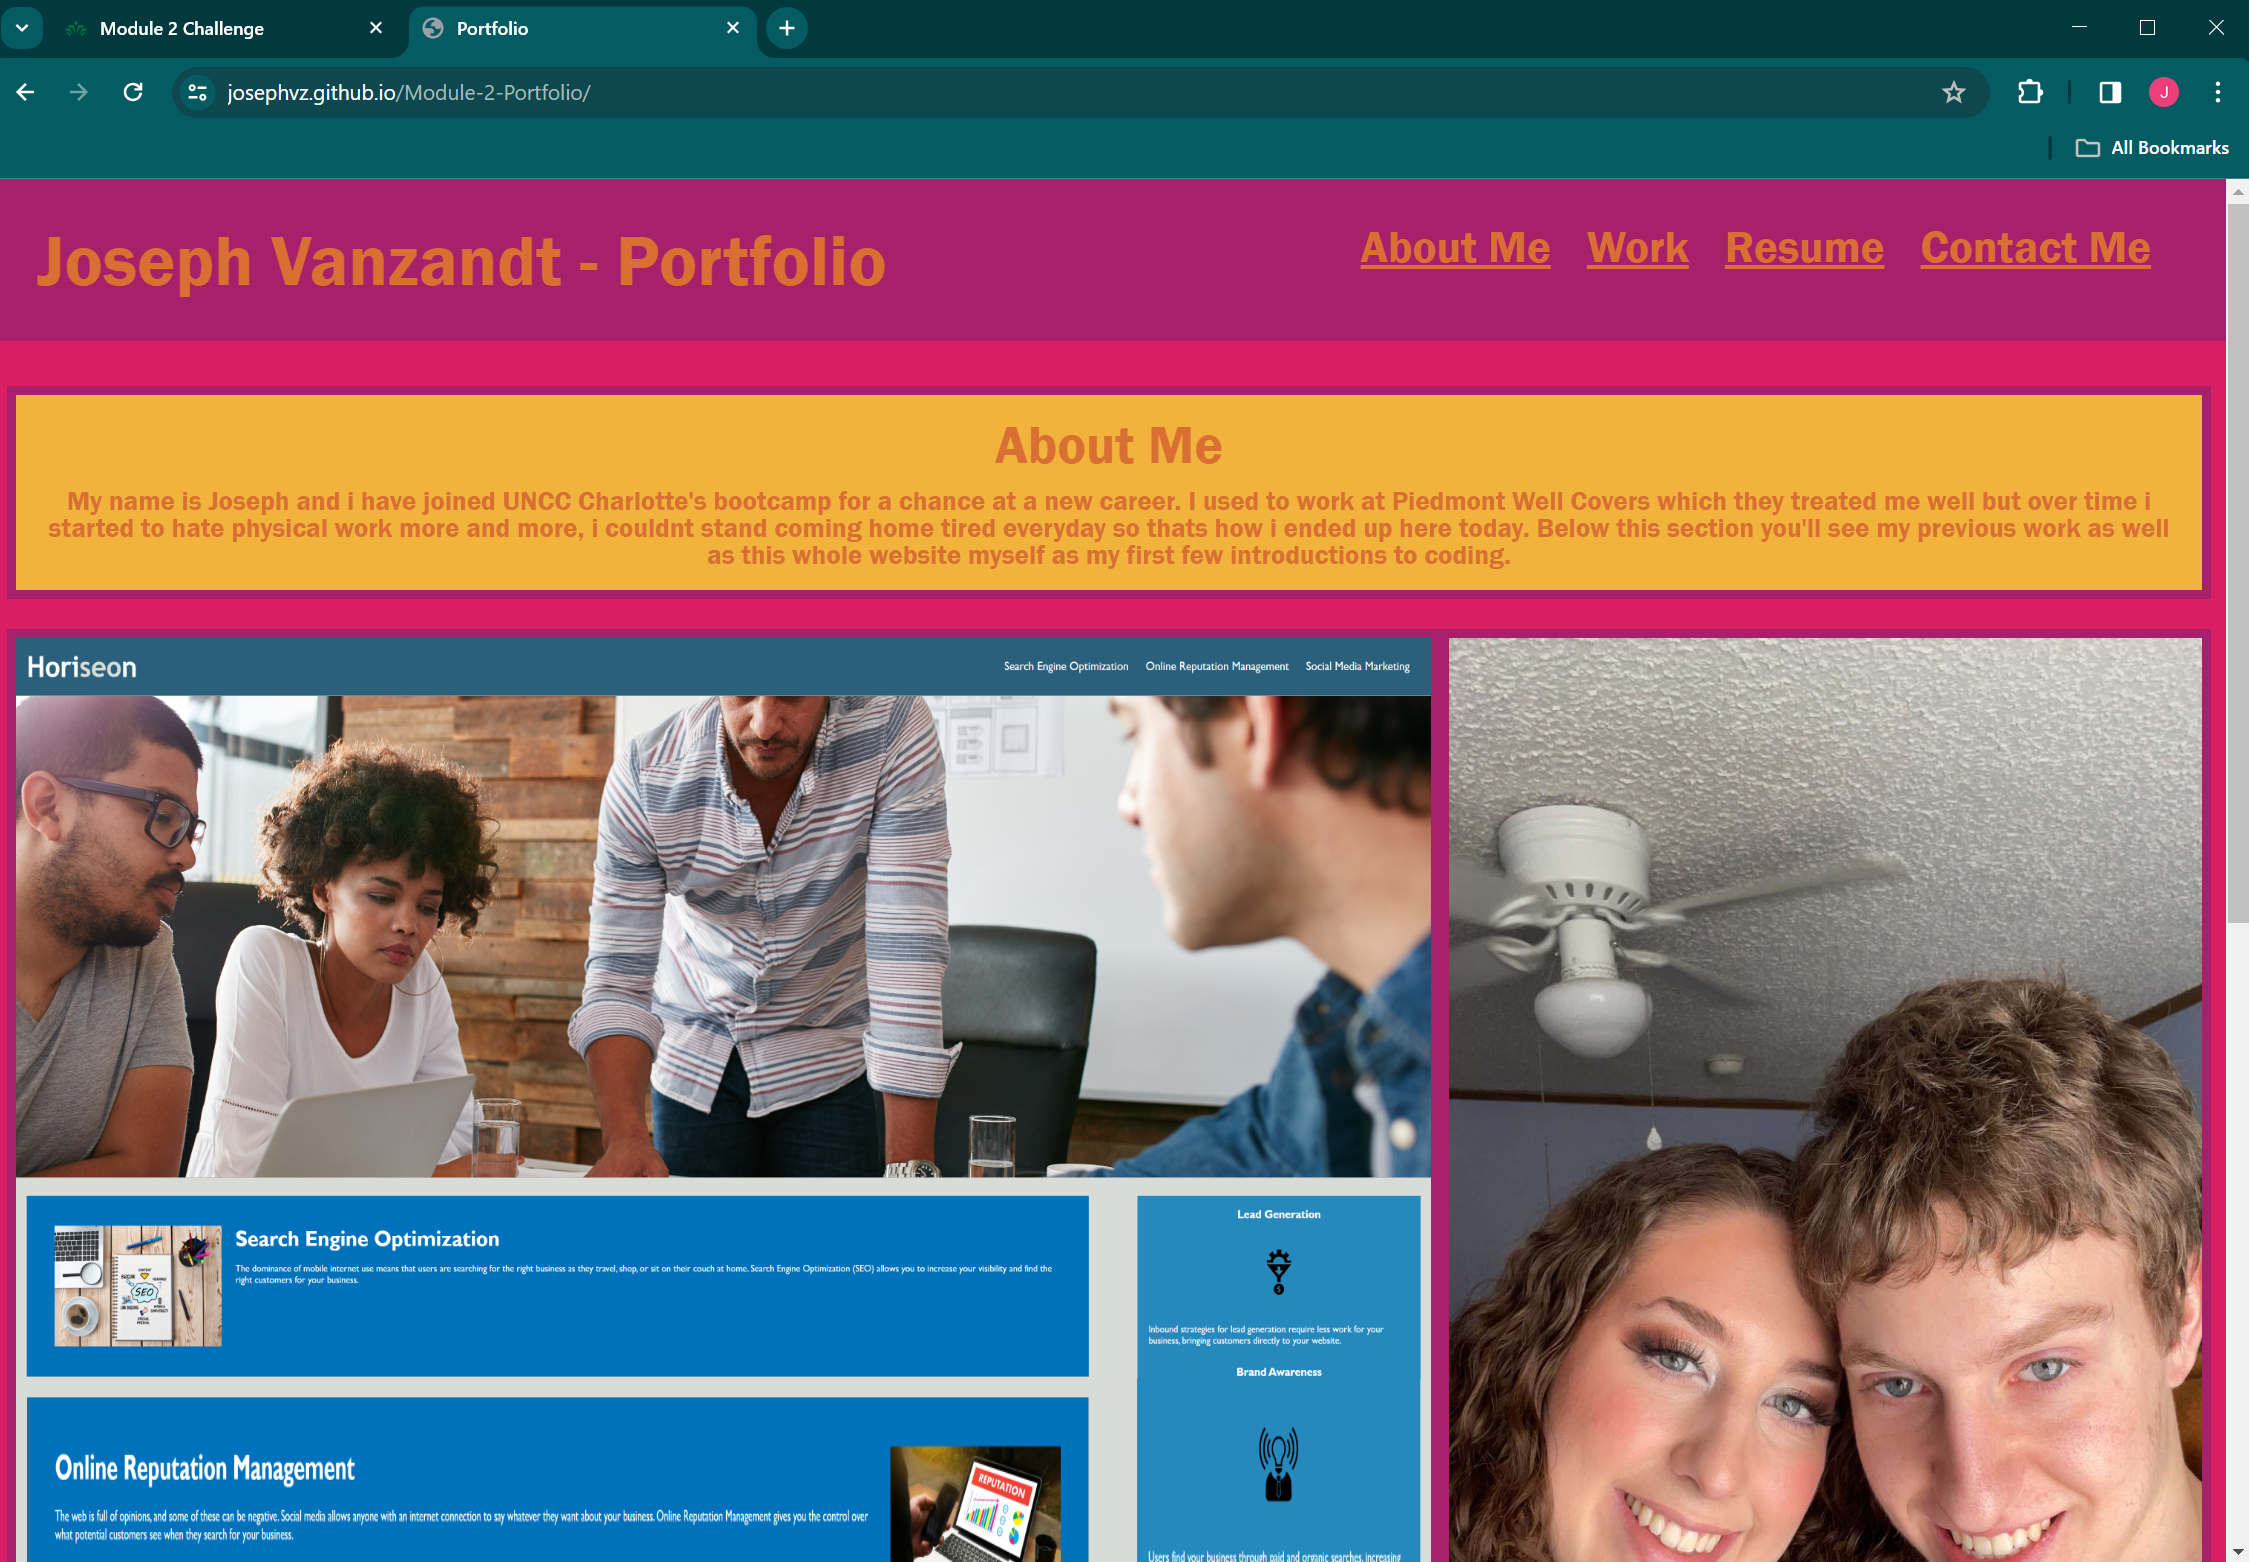 Module 2 Challenge
Portfolio
josephvz.github.io/Module-2-Portfolio/
J
All Bookmarks
Joseph Vanzandt - Portfolio
About Me Work Resume Contact Me
About Me
My name is Joseph and i have joined UNCC Charlotte's bootcamp for a chance at a new career. I used to work at Piedmont Well Covers which they treated me well but over time i
started to hate physical work more and more, i couldnt stand coming home tired everyday so thats how i ended up here today. Below this section you'll see my previous work as well
as this whole website myself as my first few introductions to coding.
Horiseon
Search Engine Optimization Online Reputation Management Social Media Marketing
Search Engine Optimization
The dominance of mobile internet use means that users are searching for the right business as they travel, shop, or sit on their couch at home. Search Engine Optimization (SEO) allows you to increase your visibility and find the
right customers for your business.
SEO
Online Reputation Management
The web is full of opinions, and some of these can be negative. Social media allows anyone with an internet connection to say whatever they want about your business. Online Reputation Management gives you the control over
what potential customers see when they search for your business.
REPUTATION
Lead Generation
Inbound strategies for lead generation require less work for your
business, bringing customers directly to your website.
Brand Awareness
Users find your business through paid and organic searches, increasing